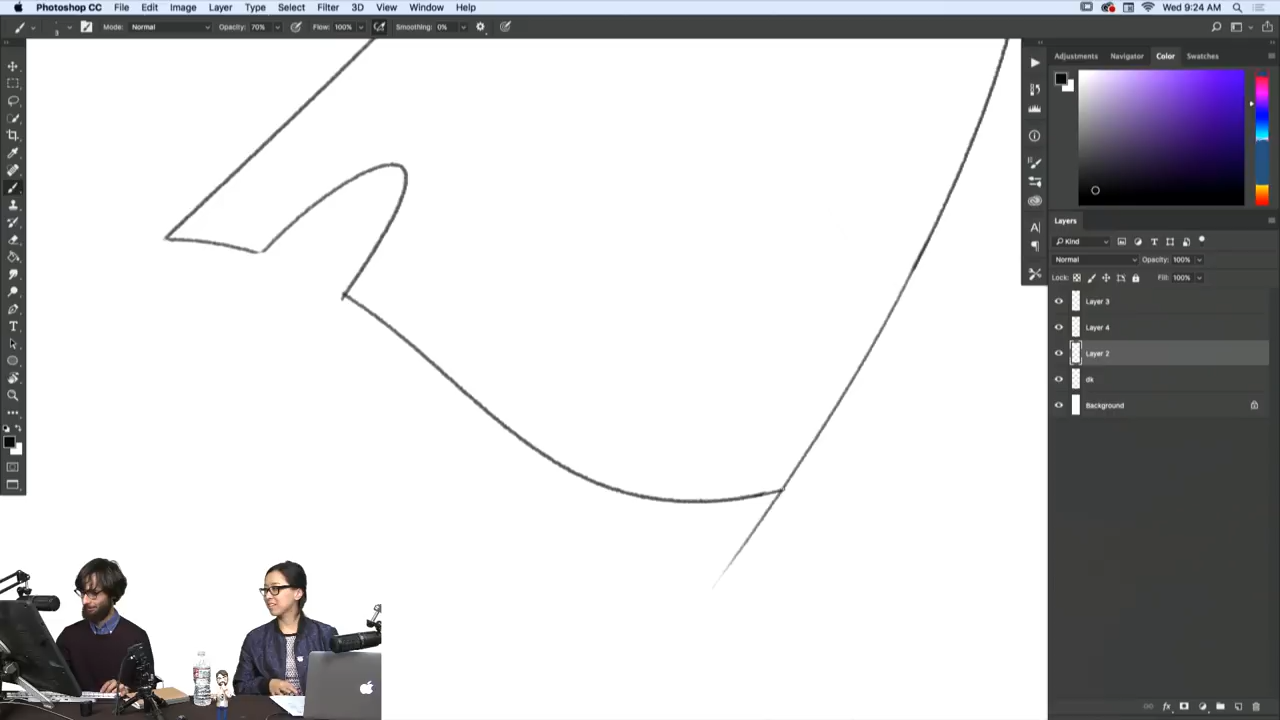 Photoshop CC File Edit Image Layer Type Select Filter 3D View Window Help Wed 9:24 AM
3 Mode: Normal Opacity: 70% Flow: 100% Smoothing: 0%
Adjustments Navigator Color Swatches
Layers
Kind
Normal Opacity: 100%
Lock: Fill: 100%
Layer 3
Layer 4
Layer 2
dk
Background